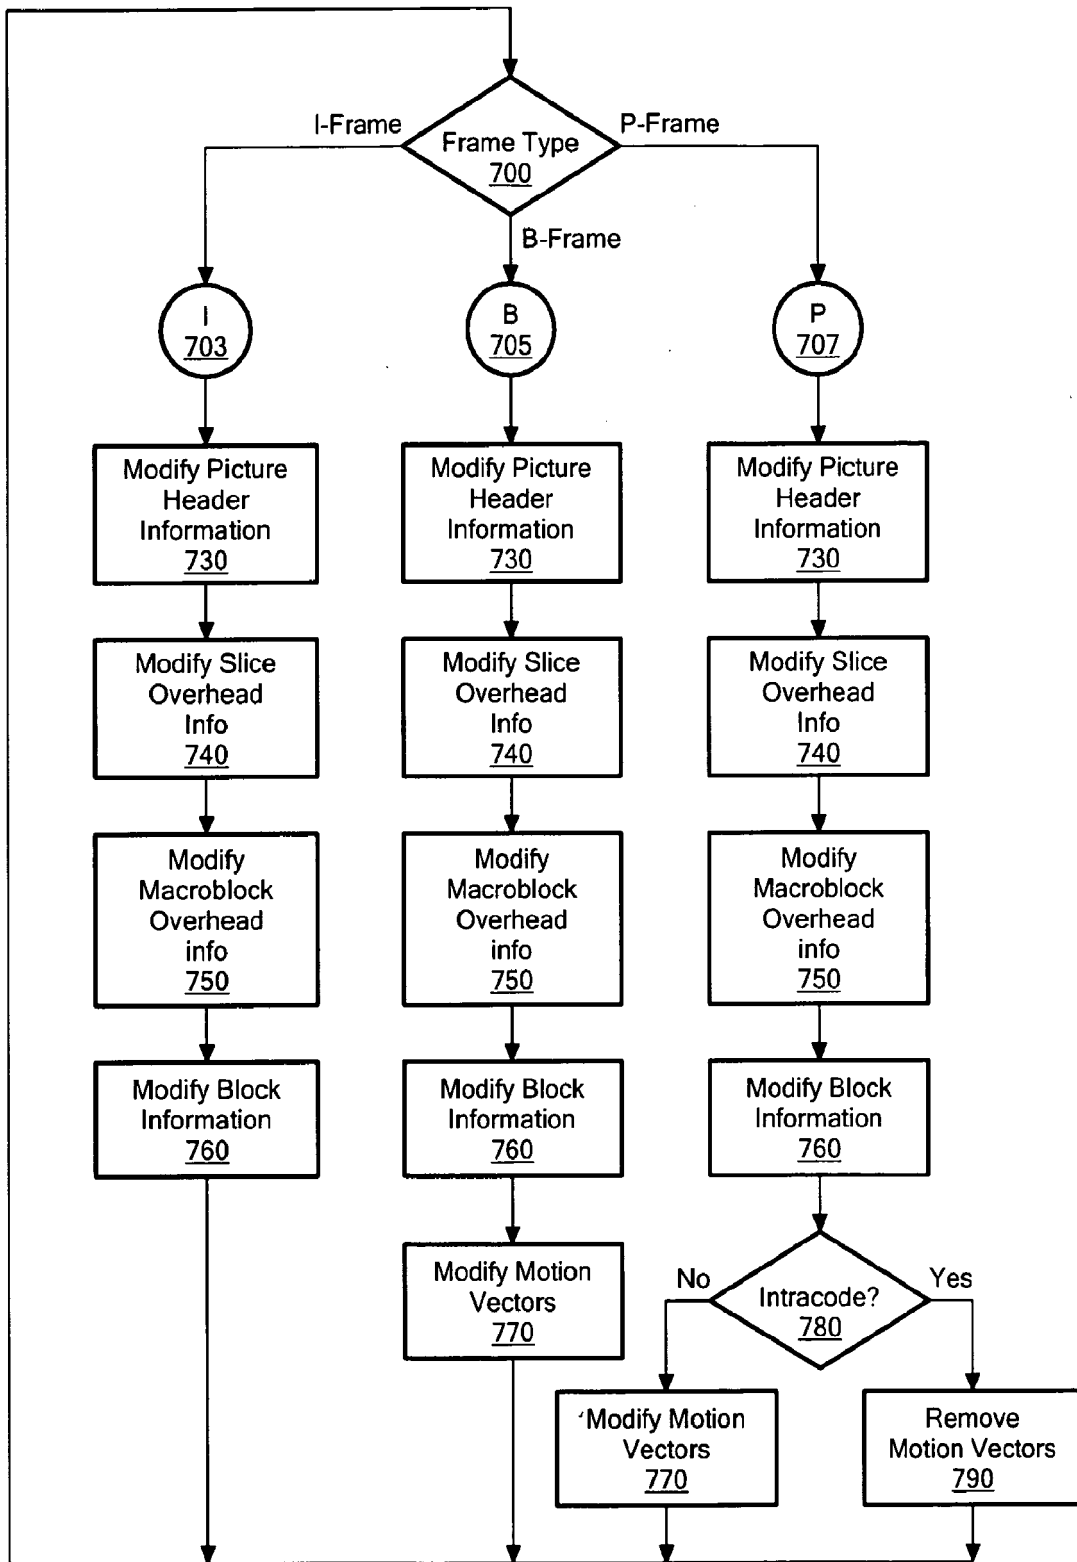 I-Frame
P-Frame
Frame Type
700
B-Frame
I
703
B
705
P
707
Modify Picture
Header
Information
730
Modify Picture
Header
Information
730
Modify Picture
Header
Information
730
Modify Slice
Overhead
Info
740
Modify Slice
Overhead
Info
740
Modify Slice
Overhead
Info
740
Modify
Macroblock
Overhead
info
750
Modify
Macroblock
Overhead
info
750
Modify
Macroblock
Overhead
info
750
Modify Block
Information
760
Modify Block
Information
760
Modify Block
Information
760
Modify Motion
Vectors
770
No
Yes
Intracode?
780
Modify Motion
Vectors
770
Remove
Motion Vectors
790